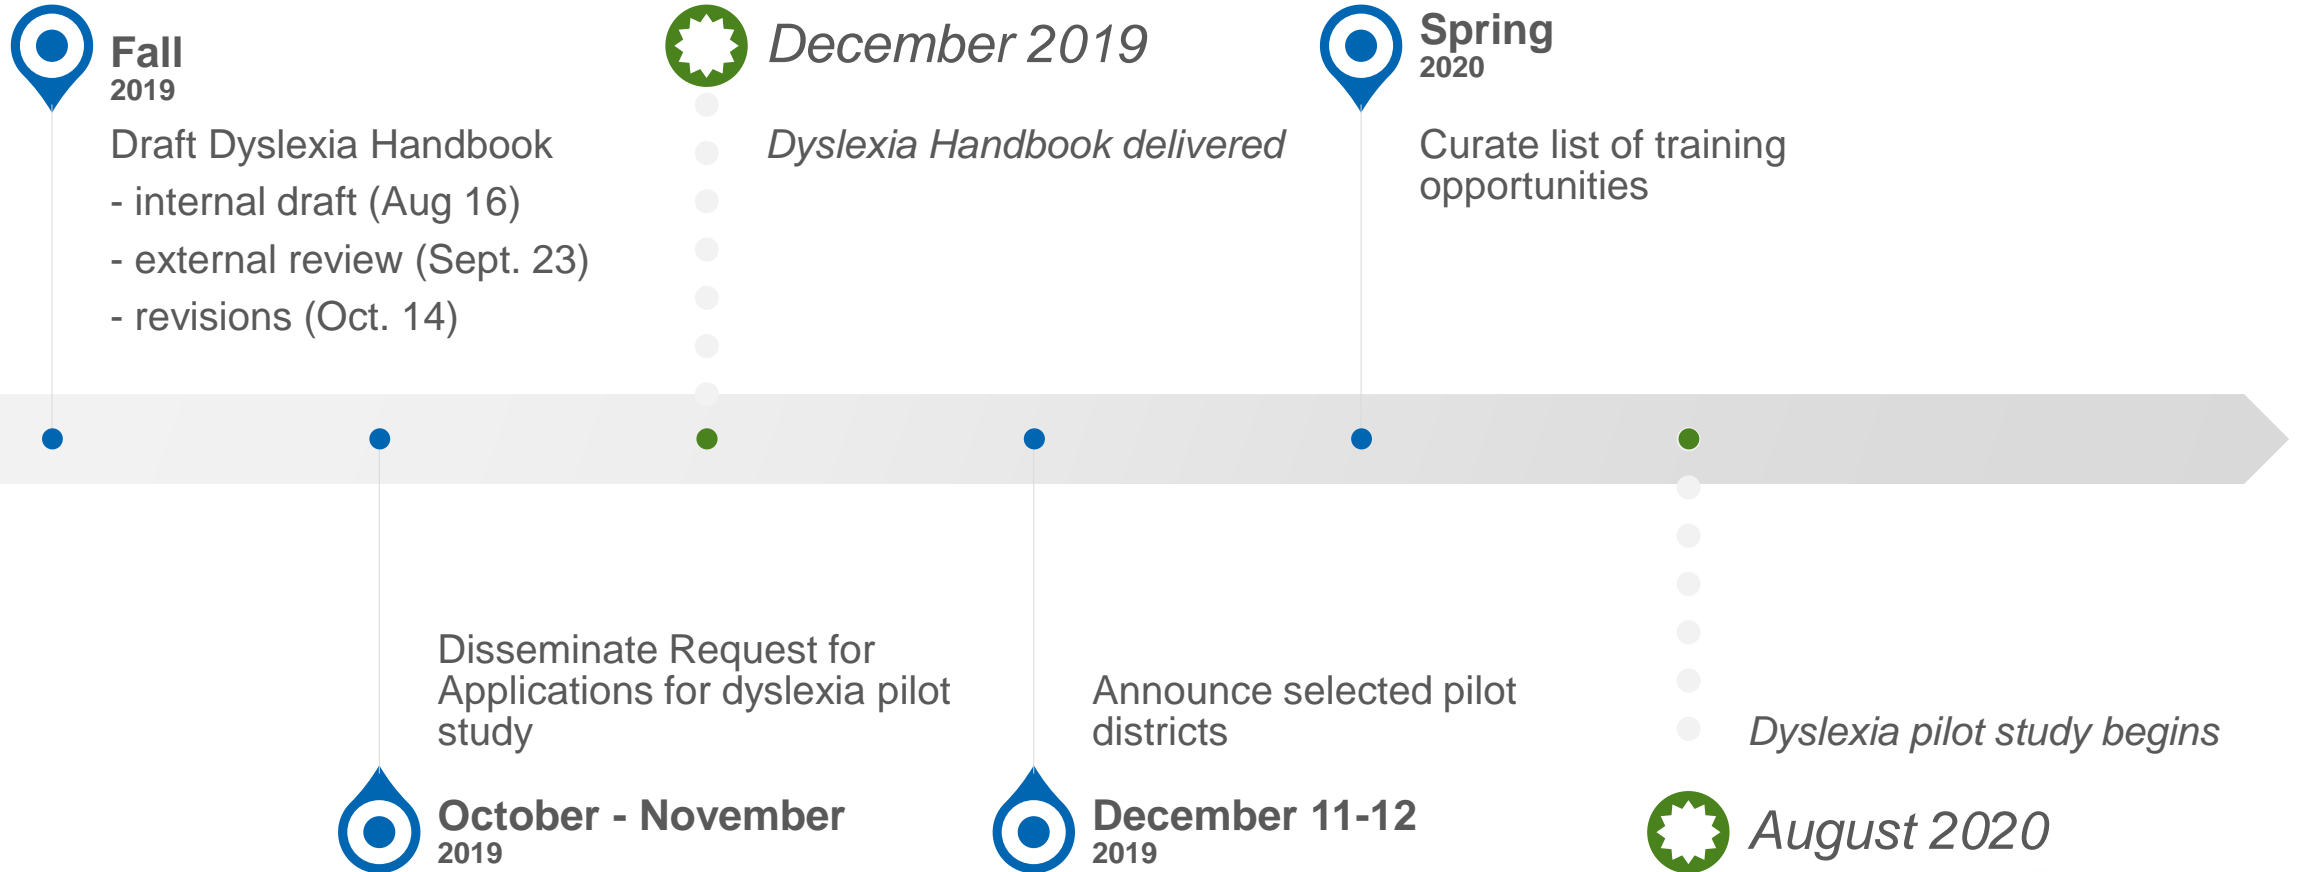 Fall
2019
Draft Dyslexia Handbook
- internal draft (Aug 16)
- external review (Sept. 23)
- revisions (Oct. 14)
December 2019
Dyslexia Handbook delivered
Spring
2020
Curate list of training
opportunities
Disseminate Request for
Applications for dyslexia pilot
study
October - November
2019
Announce selected pilot
districts
December 11-12
2019
Dyslexia pilot study begins
August 2020